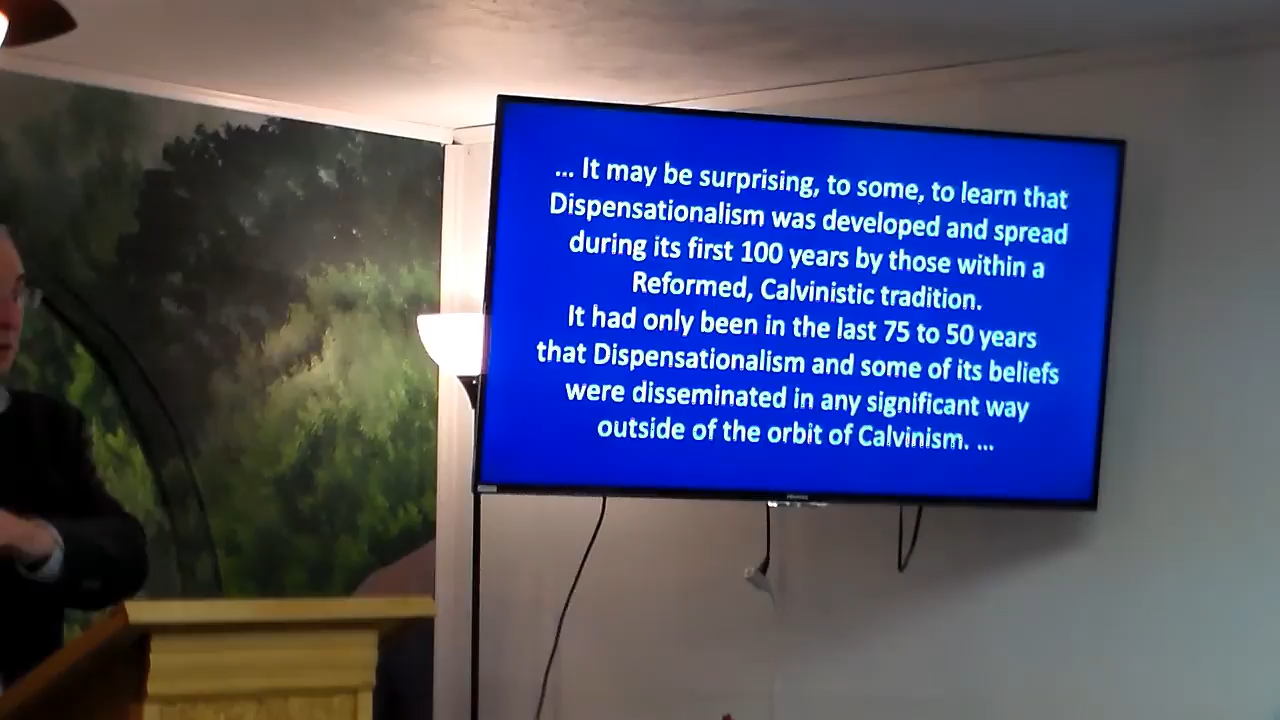 ... It may be surprising, to some, to learn that
Dispensationalism was developed and spread
during its first 100 years by those within a
Reformed, Calvinistic tradition.
It had only been in the last 75 to 50 years
that Dispensationalism and some of its beliefs
were disseminated in any significant way
outside of the orbit of Calvinism. ...